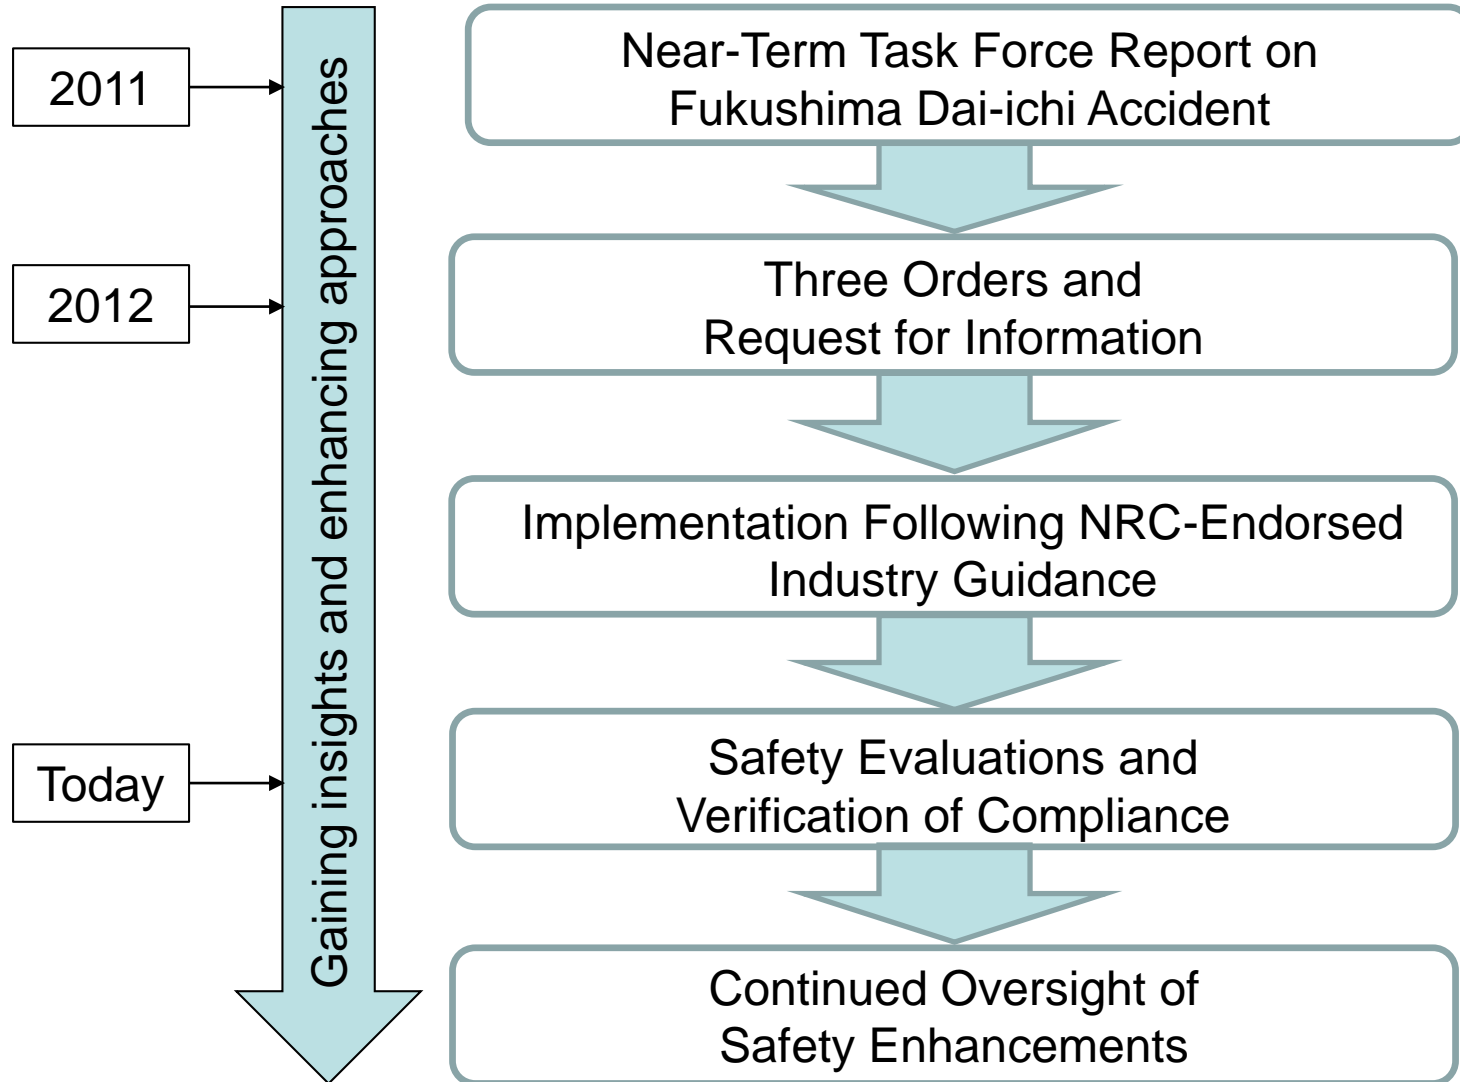 2011
Near-Term Task Force Report on
Fukushima Dai-ichi Accident
2012
Three Orders and
Request for Information
Gaining insights and enhancing approaches
Implementation Following NRC-Endorsed
Industry Guidance
Today
Safety Evaluations and
Verification of Compliance
Continued Oversight of
Safety Enhancements